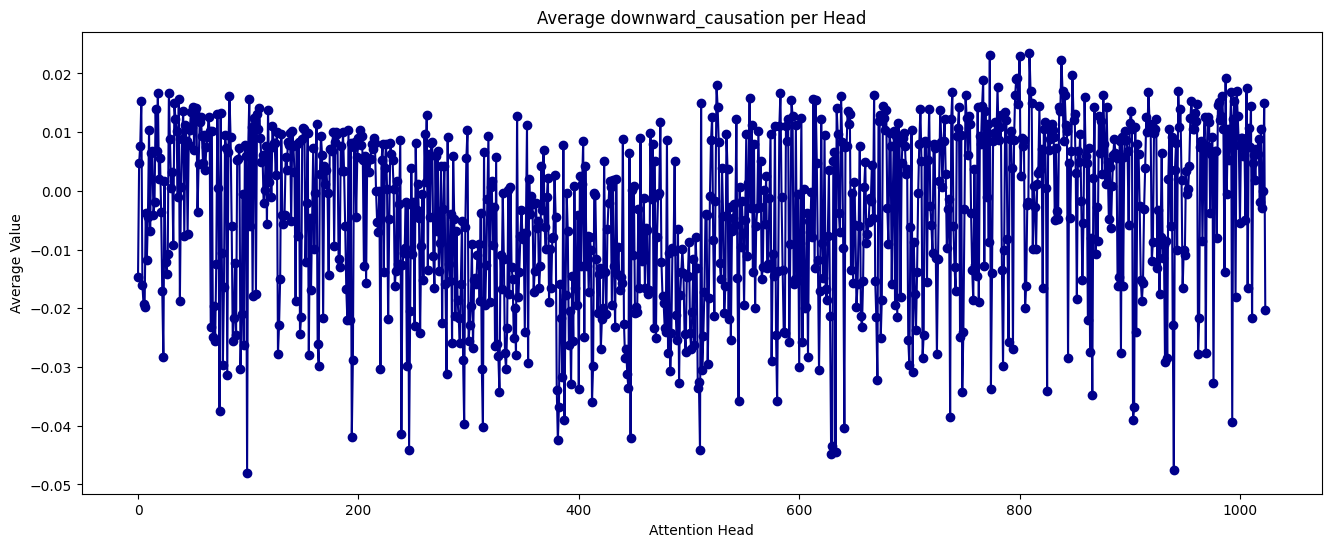 Average downward_causation per Head
Average Value
0.02
0.01
0.00
−0.01
−0.02
−0.03
−0.04
−0.05
0 200 400 600 800 1000
Attention Head